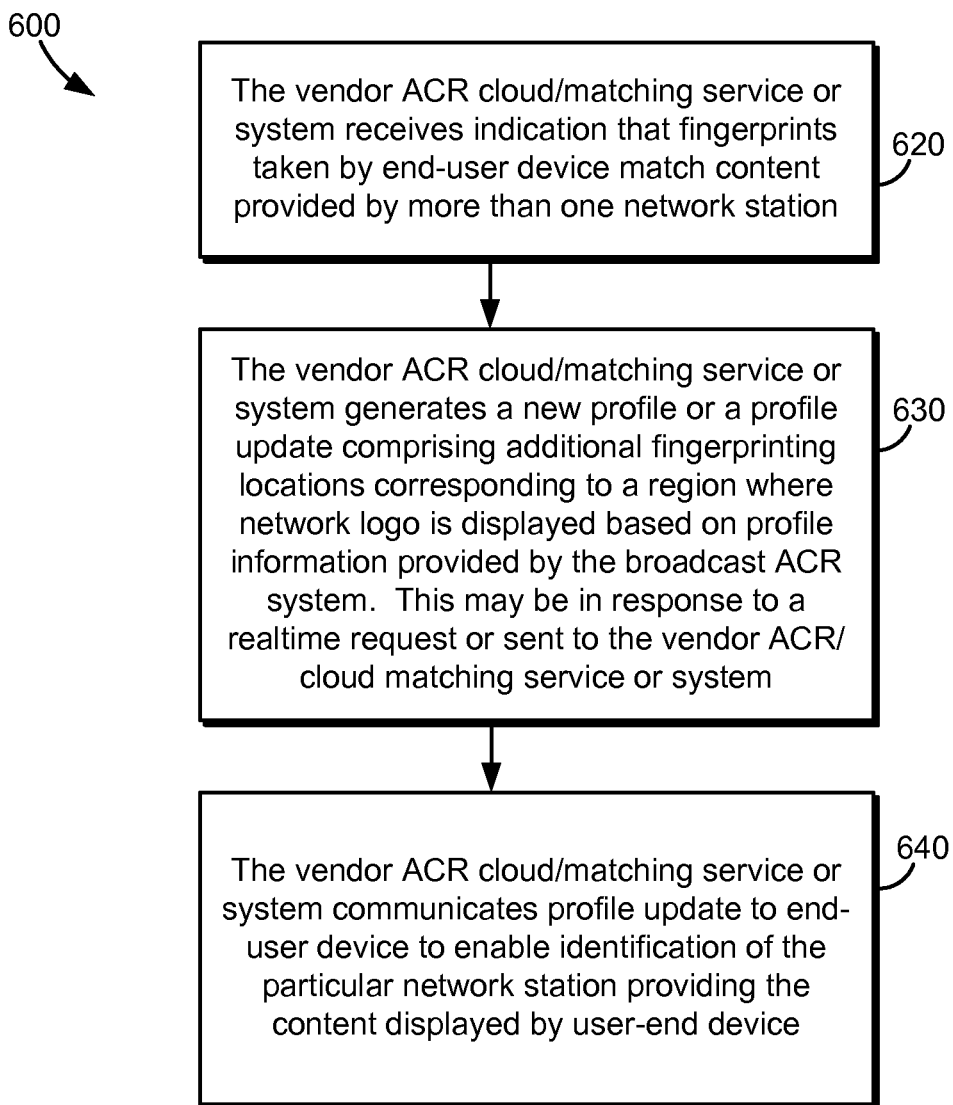 600
The vendor ACR cloud/matching service or
system receives indication that fingerprints
taken by end-user device match content
provided by more than one network station
620
The vendor ACR cloud/matching service or
system generates a new profile or a profile
update comprising additional fingerprinting
locations corresponding to a region where
network logo is displayed based on profile
information provided by the broadcast ACR
system. This may be in response to a
realtime request or sent to the vendor ACR/
cloud matching service or system
630
The vendor ACR cloud/matching service or
system communicates profile update to end-
user device to enable identification of the
particular network station providing the
content displayed by user-end device
640